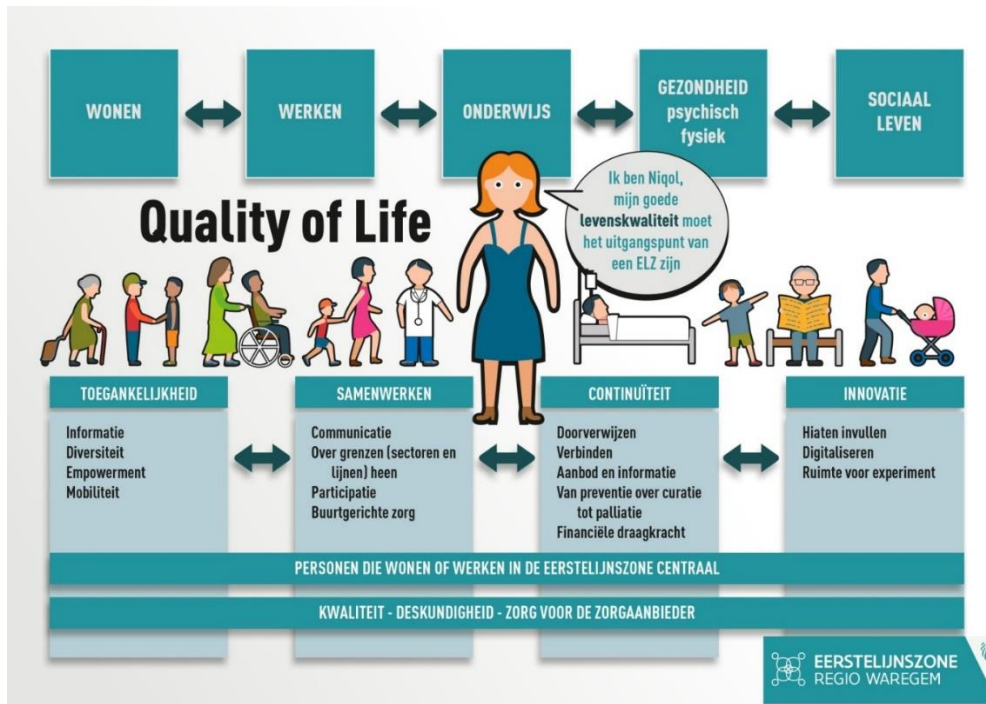 WONEN
WERKEN
ONDERWIJS
GEZONDHEID
psychisch
fysiek
SOCIAAL
LEVEN
Quality of Life
Ik ben Niqol,
mijn goede
levenskwaliteit moet
het uitgangspunt van
een ELZ zijn
TOEGANKELIJKHEID
Informatie
Diversiteit
Empowerment
Mobiliteit
SAMENWERKEN
Communicatie
Over grenzen (sectoren en
lijnen) heen
Participatie
Buurtgerichte zorg
CONTINUÏTEIT
Doorverwijzen
Verbinden
Aanbod en informatie
Van preventie over curatie
tot palliatie
Financiële draagkracht
INNOVATIE
Hiaten invullen
Digitaliseren
Ruimte voor experiment
PERSONEN DIE WONEN OF WERKEN IN DE EERSTELIJNSZONE CENTRAAL
KWALITEIT - DESKUNDIGHEID - ZORG VOOR DE ZORGAANBIEDER
EERSTELIJNSZONE
REGIO WAREGEM